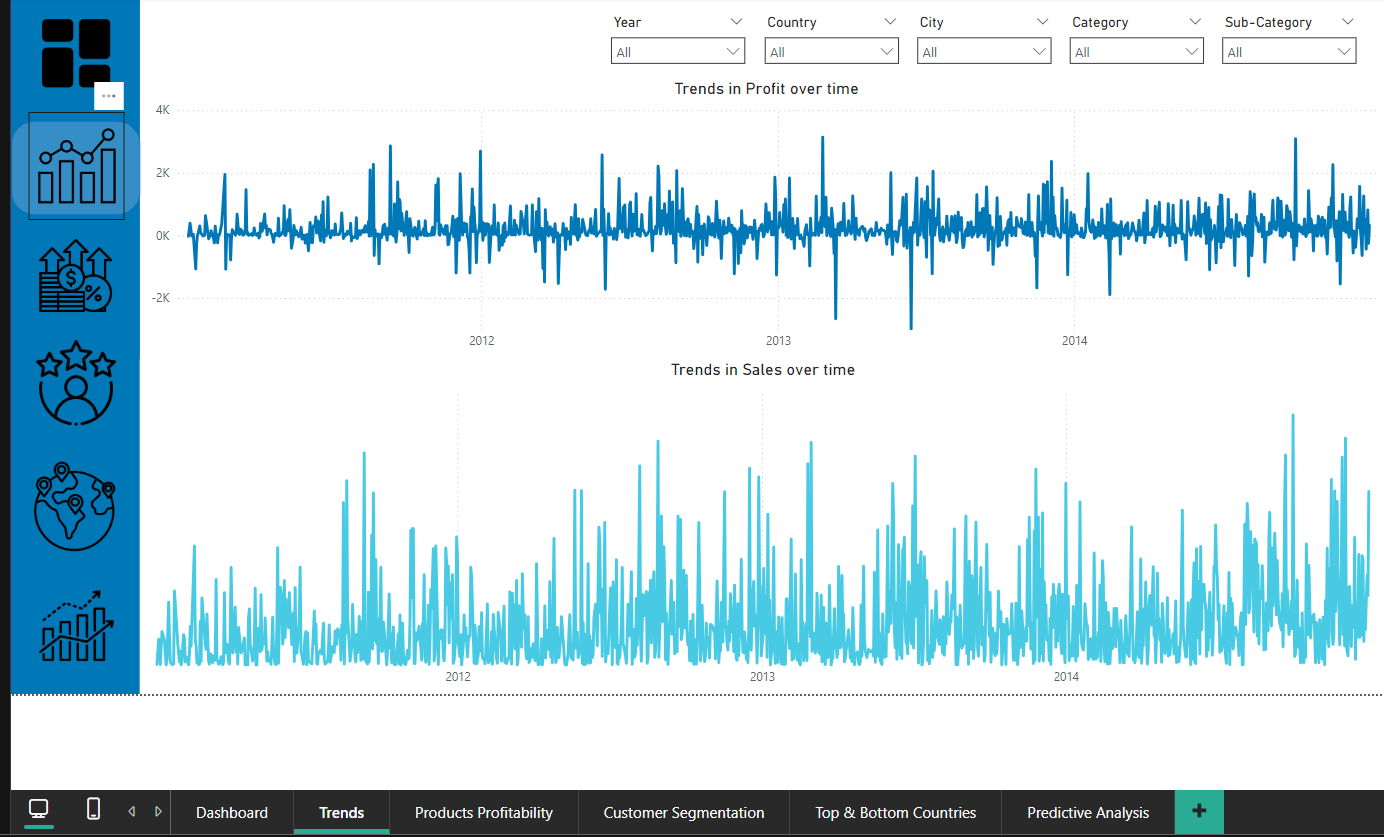 Year Country City Category Sub-Category
All All All All All
Trends in Profit over time
4K
2K
0K
-2K
2012 2013 2014
Trends in Sales over time
2012 2013 2014
$ %
Dashboard Trends Products Profitability Customer Segmentation Top & Bottom Countries Predictive Analysis +